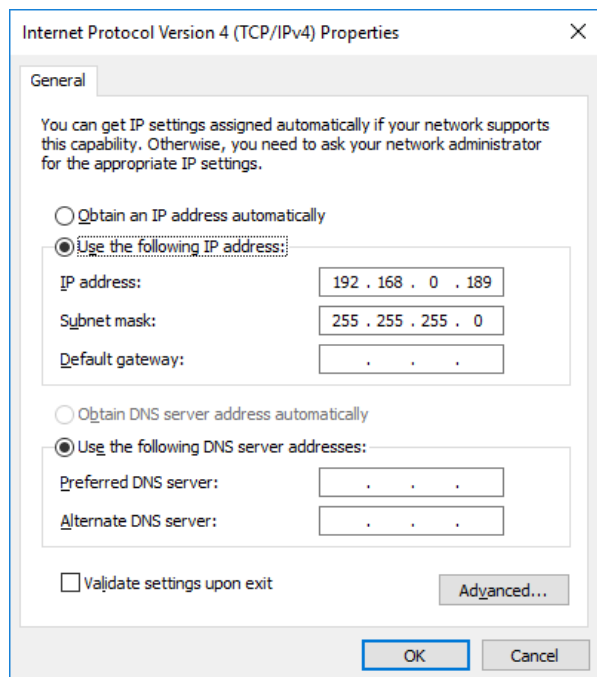 Internet Protocol Version 4 (TCP/IPv4) Properties
General
You can get IP settings assigned automatically if your network supports
this capability. Otherwise, you need to ask your network administrator
for the appropriate IP settings.
Obtain an IP address automatically
Use the following IP address:
IP address: 192 . 168 . 0 . 189
Subnet mask: 255 . 255 . 255 . 0
Default gateway: . . .
Obtain DNS server address automatically
Use the following DNS server addresses:
Preferred DNS server: . . .
Alternate DNS server: . . .
Validate settings upon exit
Advanced...
OK Cancel